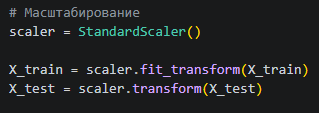 # Масштабирование
scaler = StandardScaler()
X_train = scaler.fit_transform(X_train)
X_test = scaler.transform(X_test)